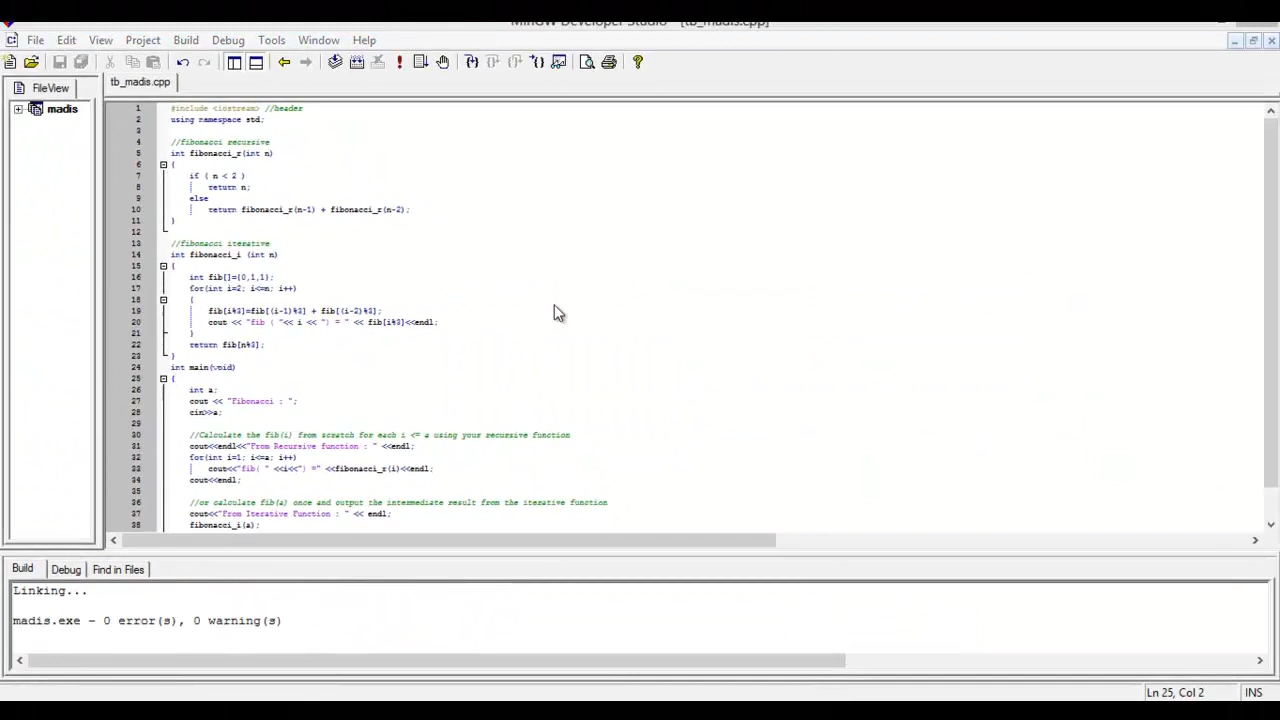 MinGW Developer Studio - [tb_madis.cpp]
File Edit View Project Build Debug Tools Window Help
FileView
tb_madis.cpp
madis
1 #include <iostream> //header
2 using namespace std;
3
4 //fibonacci recursive
5 int fibonacci_r(int n)
6 {
7 if ( n < 2 )
8 return n;
9 else
10 return fibonacci_r(n-1) + fibonacci_r(n-2);
11 }
12
13 //fibonacci iterative
14 int fibonacci_i (int n)
15 {
16 int fib[]={0,1,1};
17 for(int i=2; i<=n; i++)
18 {
19 fib[i%3]=fib[(i-1)%3] + fib[(i-2)%3];
20 cout << "fib ( "<< i << ") = " << fib[i%3]<<endl;
21 }
22 return fib[n%3];
23 }
24 int main(void)
25 {
26 int a;
27 cout << "Fibonacci : ";
28 cin>>a;
29
30 //Calculate the fib(i) from scratch for each i <= a using your recursive function
31 cout<<endl<<"From Recursive function : " <<endl;
32 for(int i=1; i<=a; i++)
33 cout<<"fib( " <<i<<") =" <<fibonacci_r(i)<<endl;
34 cout<<endl;
35
36 //or calculate fib(a) once and output the intermediate result from the iterative function
37 cout<<"From Iterative Function : " << endl;
38 fibonacci_i(a);
Build Debug Find in Files
Linking...
madis.exe - 0 error(s), 0 warning(s)
Ln 25, Col 2 INS